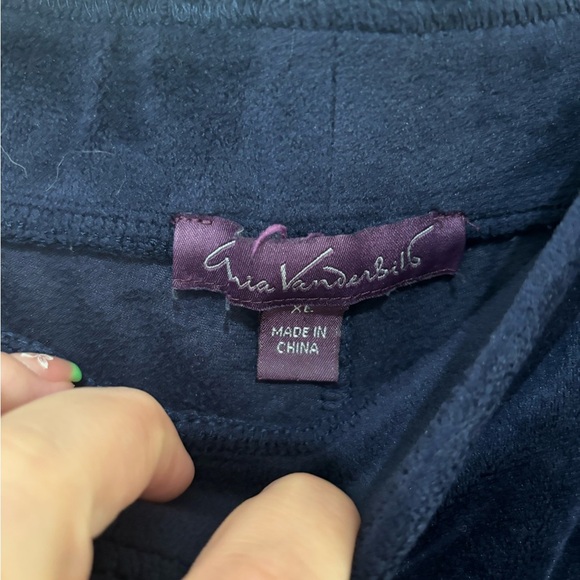 Gloria Vanderbilt
XL
MADE IN
CHINA